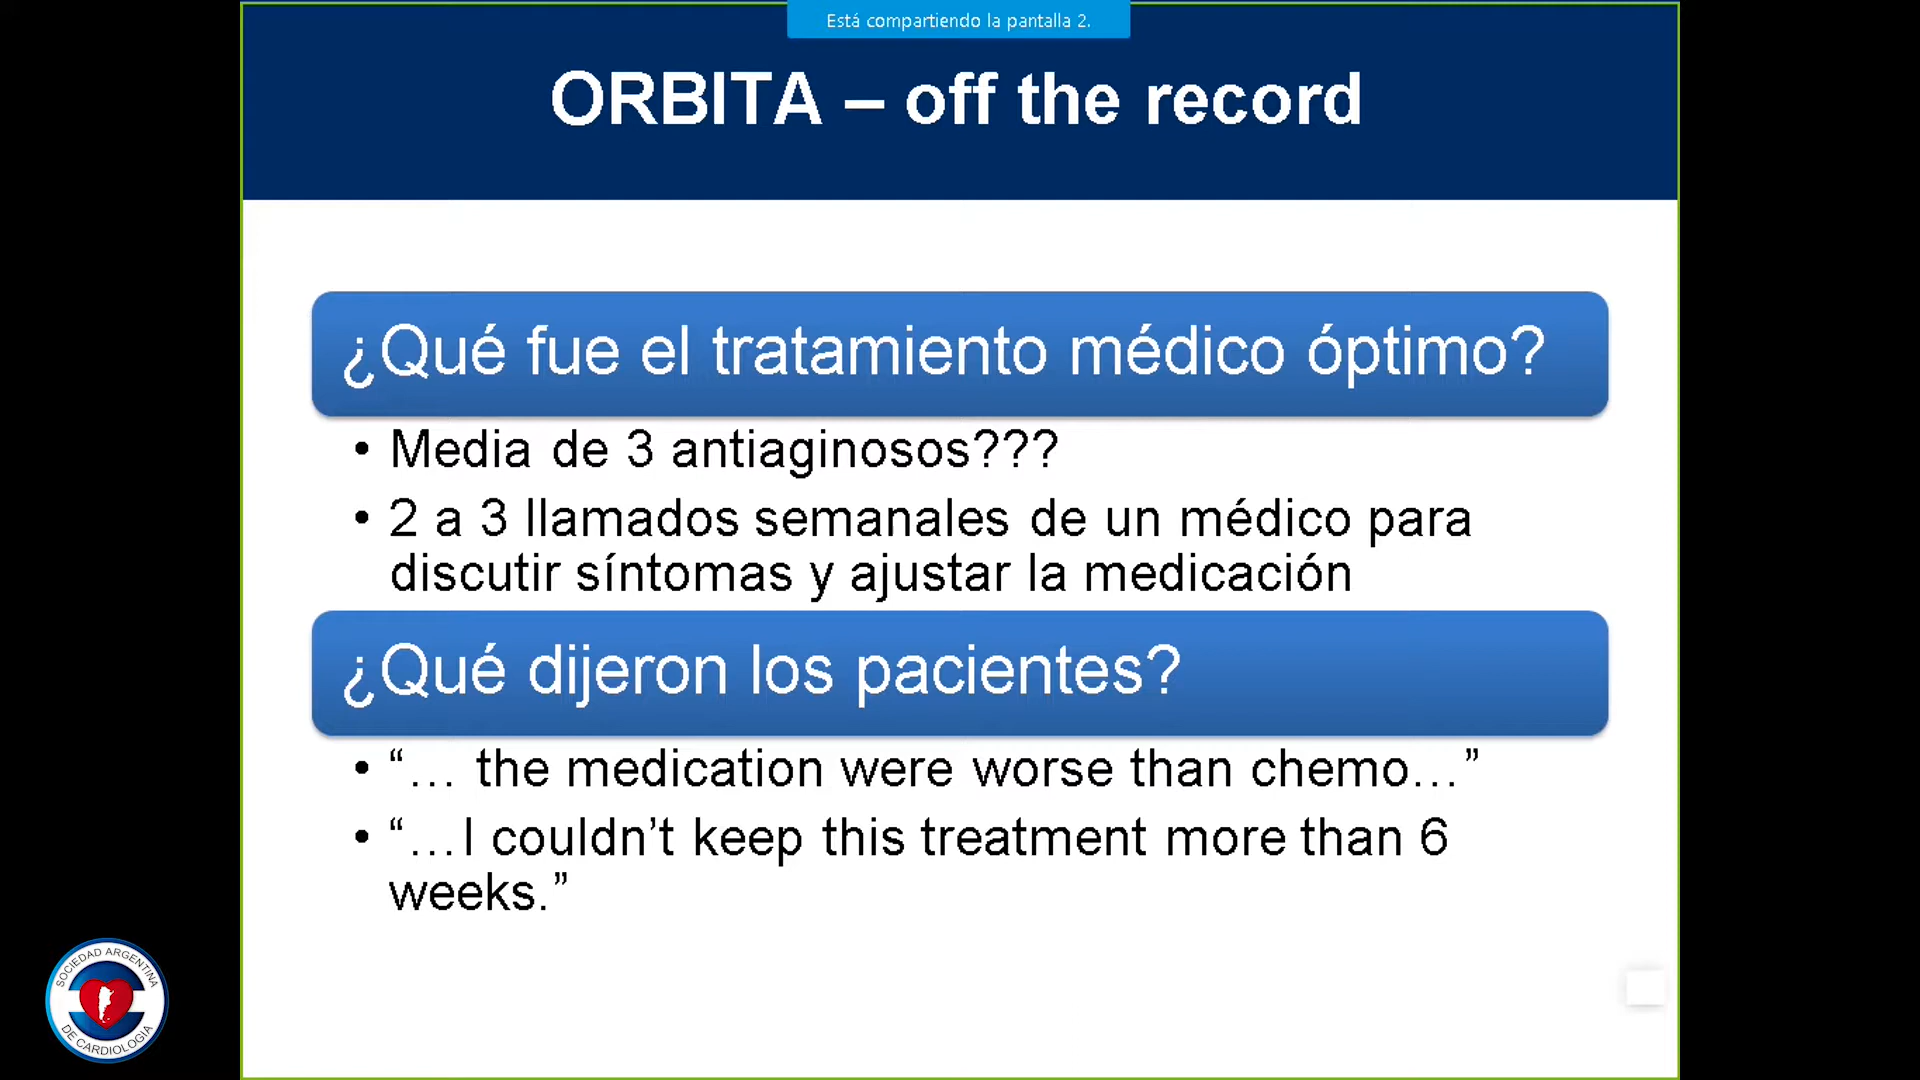 Está compartiendo la pantalla 2.
ORBITA – off the record
¿Qué fue el tratamiento médico óptimo?
• Media de 3 antiaginosos???
• 2 a 3 llamados semanales de un médico para
discutir síntomas y ajustar la medicación
¿Qué dijeron los pacientes?
• “… the medication were worse than chemo…”
• “…I couldn’t keep this treatment more than 6
weeks.”
SOCIEDAD ARGENTINA
DE CARDIOLOGIA